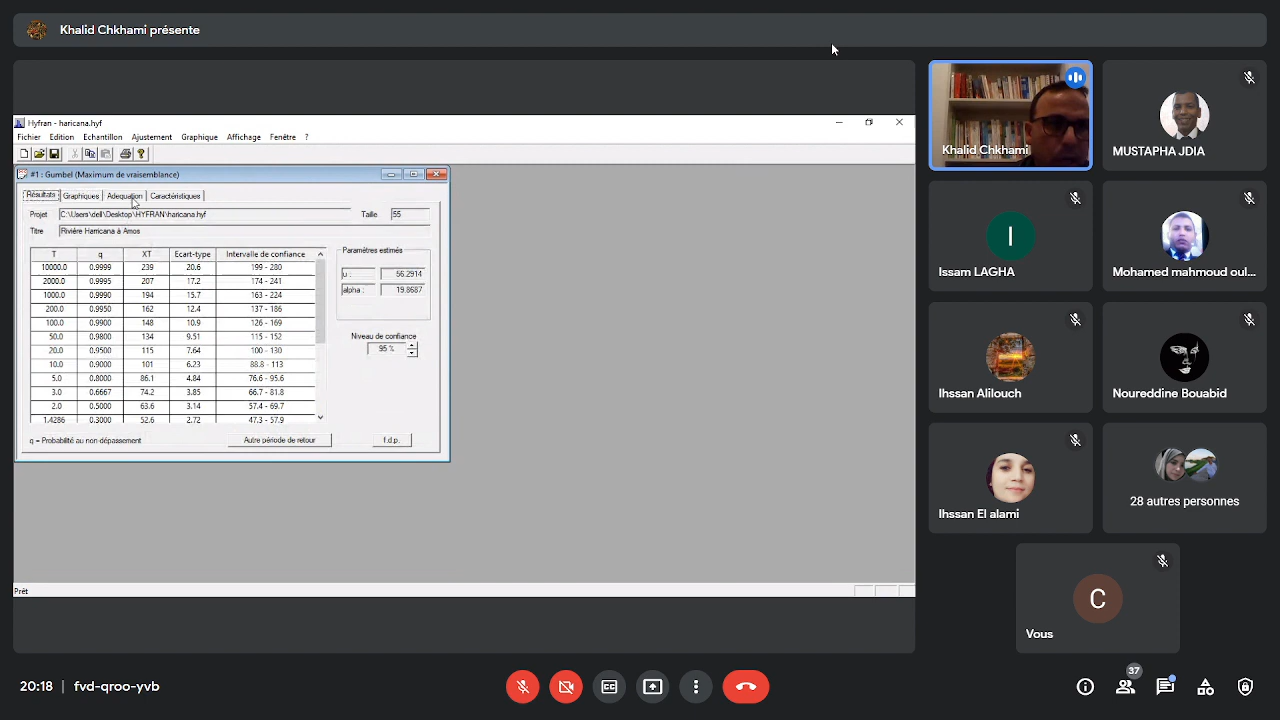 Khalid Chkhami présente
Hyfran - haricana.hyf
Fichier Edition Echantillon Ajustement Graphique Affichage Fenêtre ?
#1 : Gumbel (Maximum de vraisemblance)
Résultats Graphiques Adequation Caractéristiques
Projet C:\Users\dell\Desktop\HYFRAN\haricana.hyf Taille 55
Titre Rivière Harricana à Amos
T q XT Ecart-type Intervalle de confiance
10000.0 0.9999 239 20.6 199 - 280
2000.0 0.9995 207 17.2 174 - 241
1000.0 0.9990 194 15.7 163 - 224
200.0 0.9950 162 12.4 137 - 186
100.0 0.9900 148 10.9 126 - 169
50.0 0.9800 134 9.51 115 - 152
20.0 0.9500 115 7.64 100 - 130
10.0 0.9000 101 6.23 88.8 - 113
5.0 0.8000 86.1 4.84 76.6 - 95.6
3.0 0.6667 74.2 3.85 66.7 - 81.8
2.0 0.5000 63.6 3.14 57.4 - 69.7
1.4286 0.3000 52.6 2.72 47.3 - 57.9
Paramètres estimés
u : 56.2914
alpha : 19.8687
Niveau de confiance
95 %
q = Probabilité au non-dépassement
Autre période de retour
f.d.p.
Prêt
Khalid Chkhami
MUSTAPHA JDIA
I
Issam LAGHA
Mohamed mahmoud oul...
Ihssan Alilouch
Noureddine Bouabid
Ihssan El alami
28 autres personnes
C
Vous
20:18 | fvd-qroo-yvb
CC
37